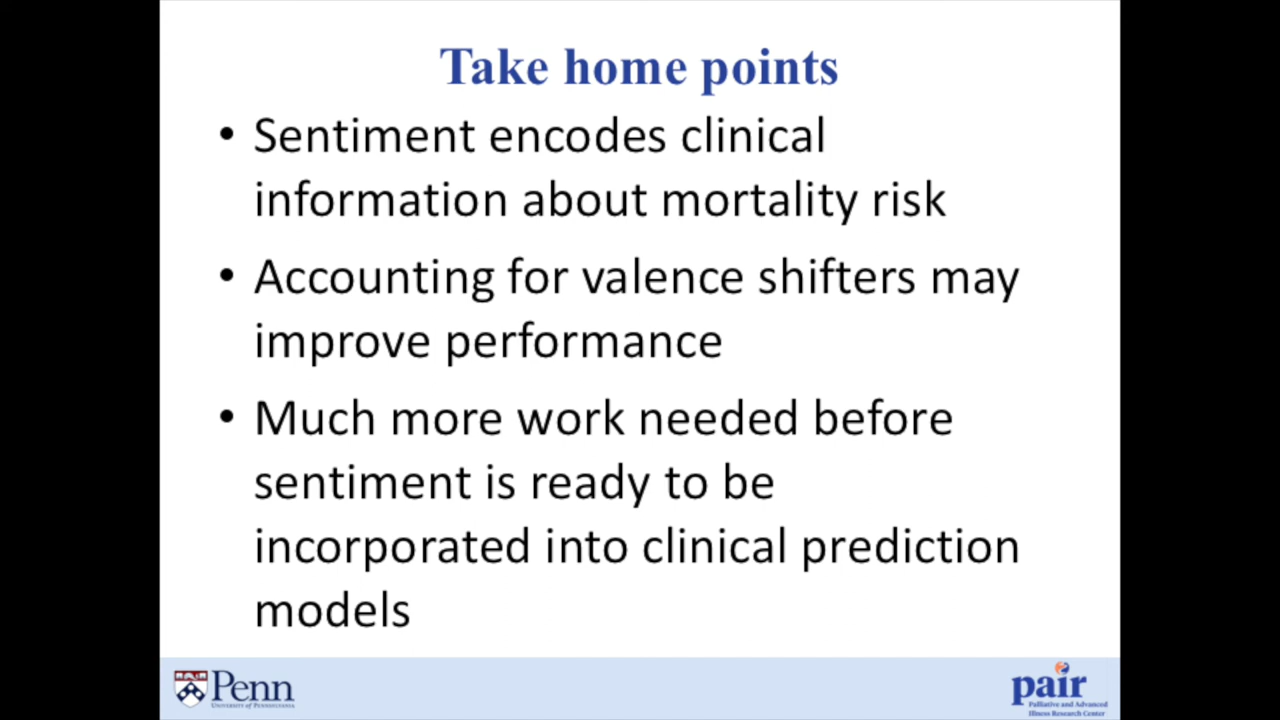 Take home points
• Sentiment encodes clinical
information about mortality risk
• Accounting for valence shifters may
improve performance
• Much more work needed before
sentiment is ready to be
incorporated into clinical prediction
models
Penn
UNIVERSITY of PENNSYLVANIA
pair
Palliative and Advanced
Illness Research Center